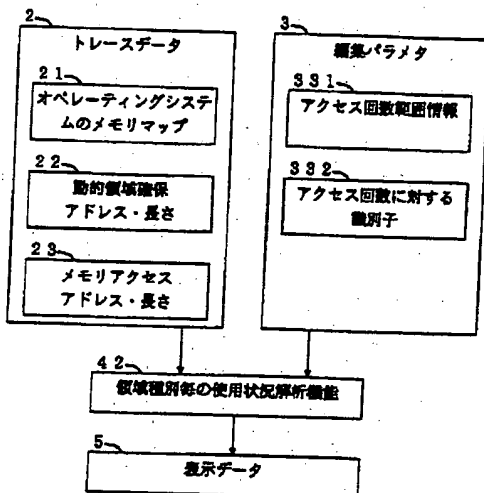 2
トレースデータ
21
オペレーティングシステ
ムのメモリマップ
22
動的領域確保
アドレス・長さ
23
メモリアクセス
アドレス・長さ
3
編集パラメタ
331
アクセス回数範囲情報
332
アクセス回数に対する
識別子
42
領域種別毎の使用状況解析機能
5
表示データ